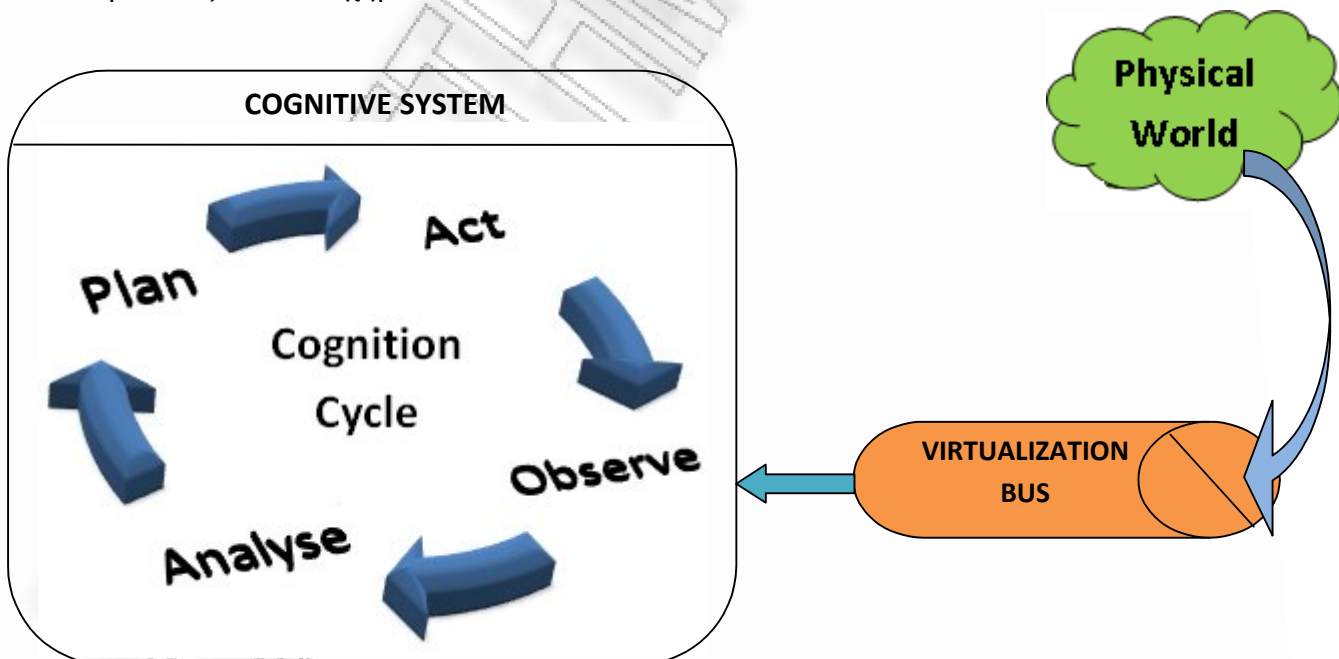 COGNITIVE SYSTEM
Physical
World
Plan
Act
Cognition
Cycle
Observe
Analyse
VIRTUALIZATION
BUS